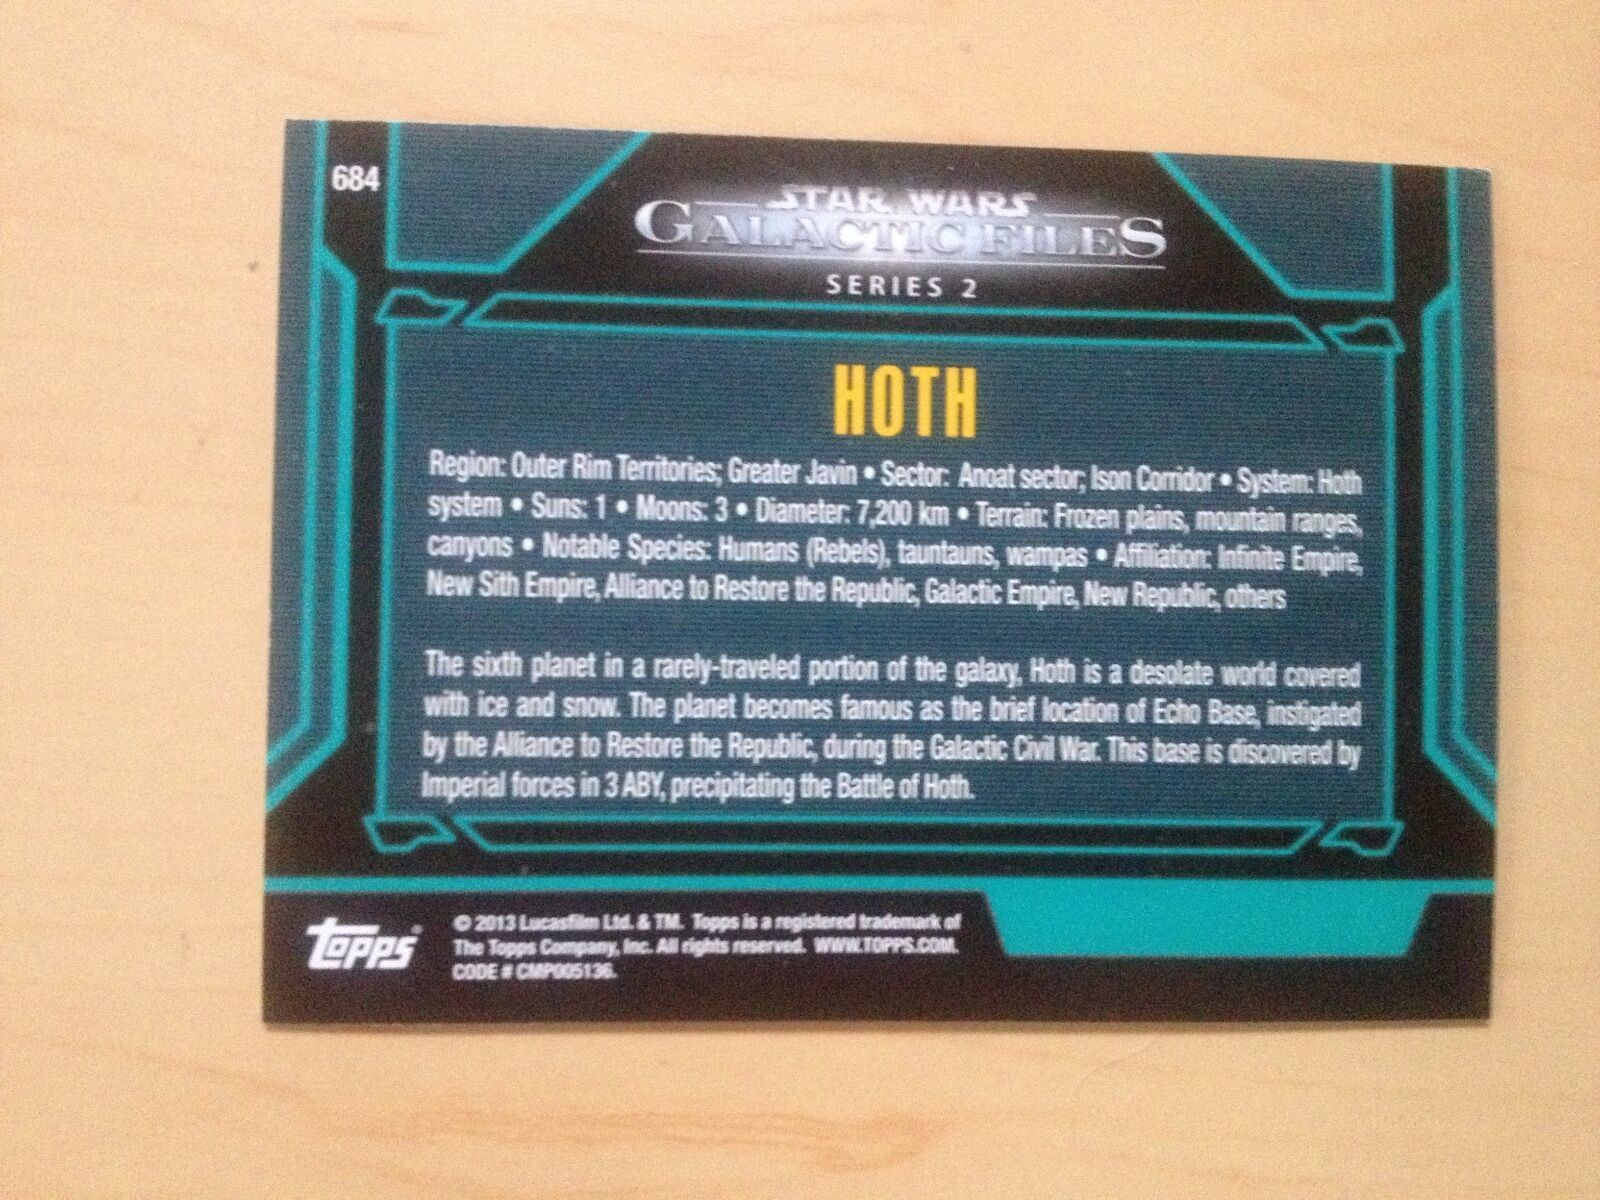 684
STAR WARS
GALACTIC FILES
SERIES 2
HOTH
Region: Outer Rim Territories; Greater Javin • Sector: Anoat sector; Ison Corridor • System: Hoth
system • Suns: 1 • Moons: 3 • Diameter: 7,200 km • Terrain: Frozen plains, mountain ranges,
canyons • Notable Species: Humans (Rebels), tauntauns, wampas • Affiliation: Infinite Empire,
New Sith Empire, Alliance to Restore the Republic, Galactic Empire, New Republic, others
The sixth planet in a rarely-traveled portion of the galaxy, Hoth is a desolate world covered
with ice and snow. The planet becomes famous as the brief location of Echo Base, instigated
by the Alliance to Restore the Republic, during the Galactic Civil War. This base is discovered by
Imperial forces in 3 ABY, precipitating the Battle of Hoth.
topps®
© 2013 Lucasfilm Ltd. & TM. Topps is a registered trademark of
The Topps Company, Inc. All rights reserved. WWW.TOPPS.COM.
CODE # CMP005136.